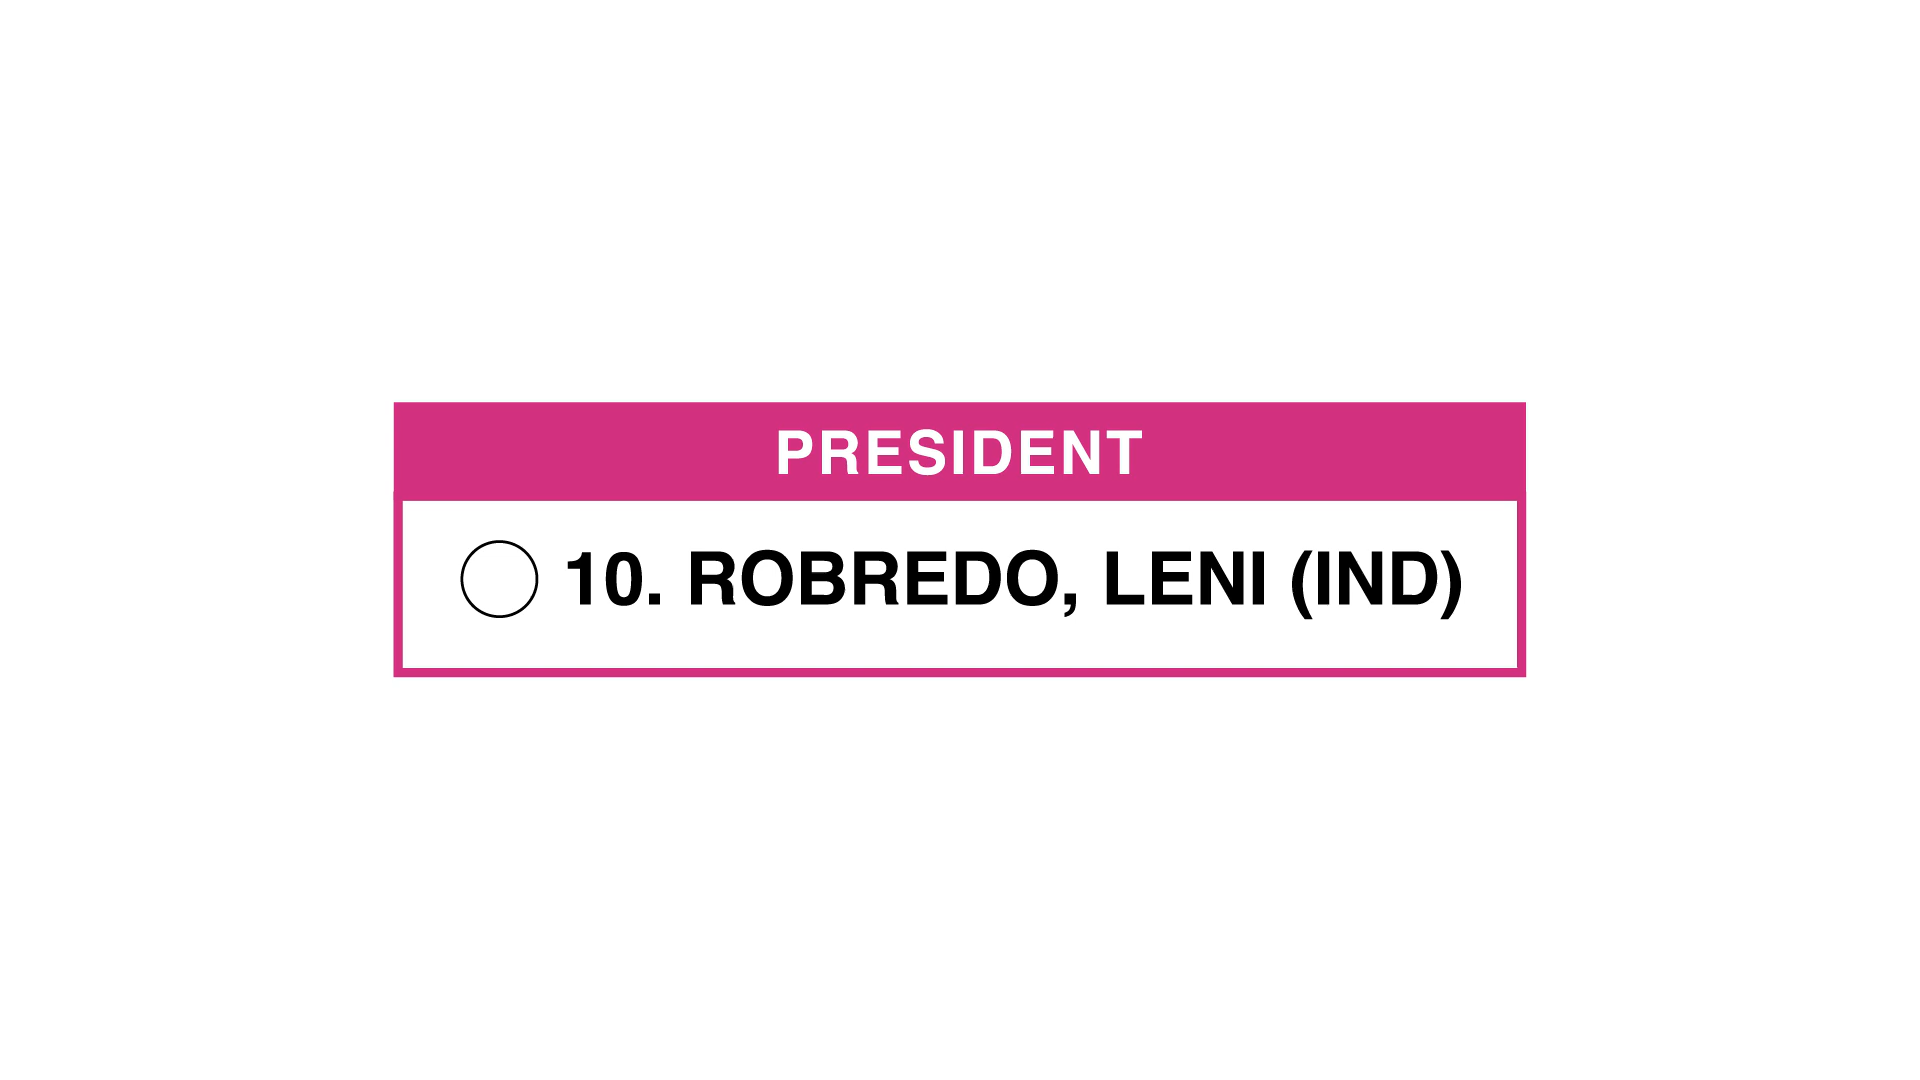 PRESIDENT
10. ROBREDO, LENI (IND)